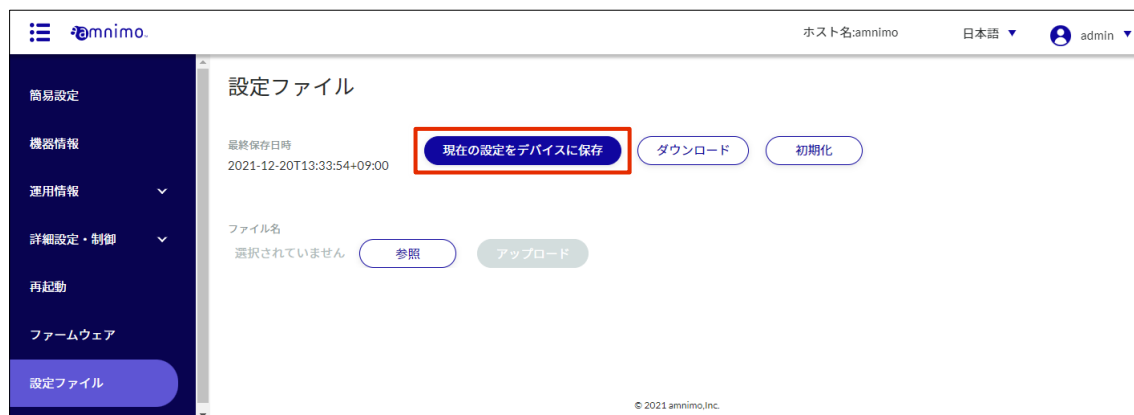 amnimo
ホスト名:amnimo
日本語
admin
簡易設定
機器情報
運用情報
詳細設定・制御
再起動
ファームウェア
設定ファイル
設定ファイル
最終保存日時
2021-12-20T13:33:54+09:00
現在の設定をデバイスに保存
ダウンロード
初期化
ファイル名
選択されていません
参照
アップロード
© 2021 amnimo,Inc.